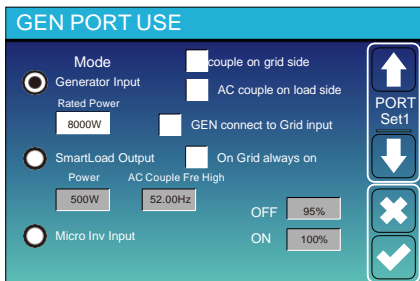 GEN PORT USE
Mode
couple on grid side
Generator Input
AC couple on load side
Rated Power
PORT
Set1
8000W
GEN connect to Grid input
SmartLoad Output
On Grid always on
Power
AC Couple Fre High
500W
52.00Hz
OFF
95%
Micro Inv Input
ON
100%